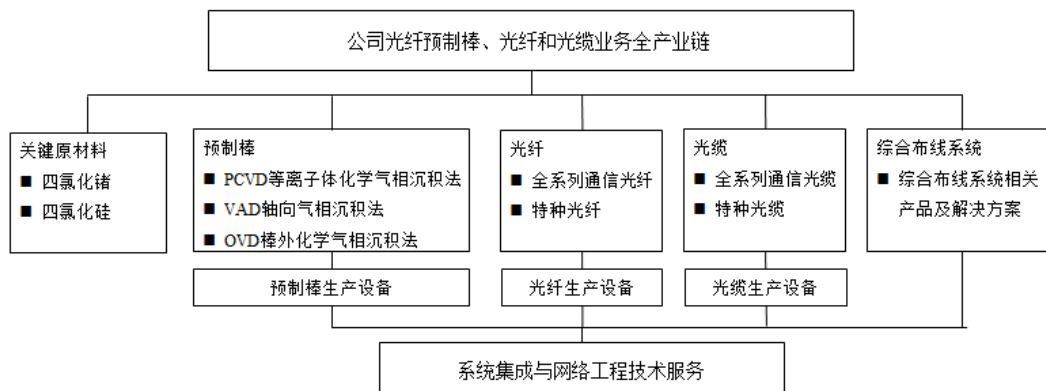 公司光纤预制棒、光纤和光缆业务全产业链
关键原材料
■ 四氯化锗
■ 四氯化硅
预制棒
■ PCVD等离子体化学气相沉积法
■ VAD轴向气相沉积法
■ OVD棒外化学气相沉积法
光纤
■ 全系列通信光纤
■ 特种光纤
光缆
■ 全系列通信光缆
■ 特种光缆
综合布线系统
■ 综合布线系统相关
产品及解决方案
预制棒生产设备
光纤生产设备
光缆生产设备
系统集成与网络工程技术服务